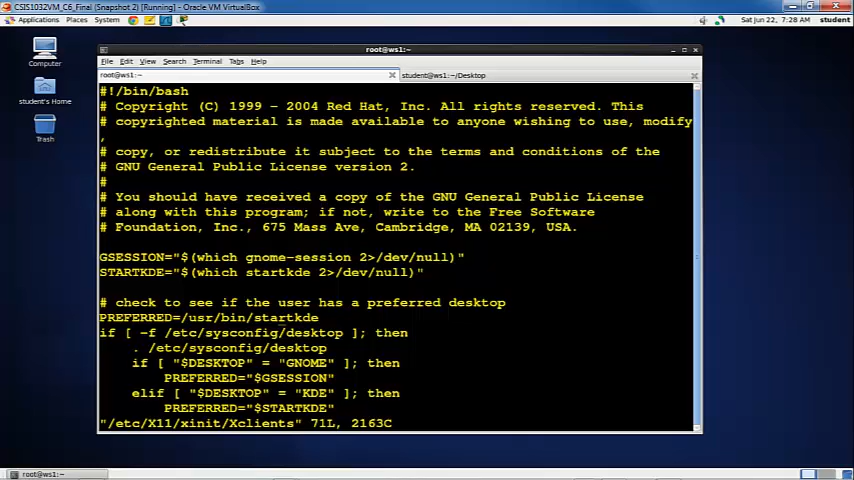 CSIS1032VM_C6_Final (Snapshot 2) [Running] - Oracle VM VirtualBox
Applications Places System
Sat Jun 22, 7:28 AM student
Computer
student's Home
Trash
root@ws1:~
File Edit View Search Terminal Tabs Help
root@ws1:~
student@ws1:~/Desktop
#!/bin/bash
# Copyright (C) 1999 - 2004 Red Hat, Inc. All rights reserved. This
# copyrighted material is made available to anyone wishing to use, modify
,
# copy, or redistribute it subject to the terms and conditions of the
# GNU General Public License version 2.
#
# You should have received a copy of the GNU General Public License
# along with this program; if not, write to the Free Software
# Foundation, Inc., 675 Mass Ave, Cambridge, MA 02139, USA.
GSESSION="$(which gnome-session 2>/dev/null)"
STARTKDE="$(which startkde 2>/dev/null)"
# check to see if the user has a preferred desktop
PREFERRED=/usr/bin/startkde
if [ -f /etc/sysconfig/desktop ]; then
. /etc/sysconfig/desktop
if [ "$DESKTOP" = "GNOME" ]; then
PREFERRED="$GSESSION"
elif [ "$DESKTOP" = "KDE" ]; then
PREFERRED="$STARTKDE"
"/etc/X11/xinit/Xclients" 71L, 2163C
root@ws1:~